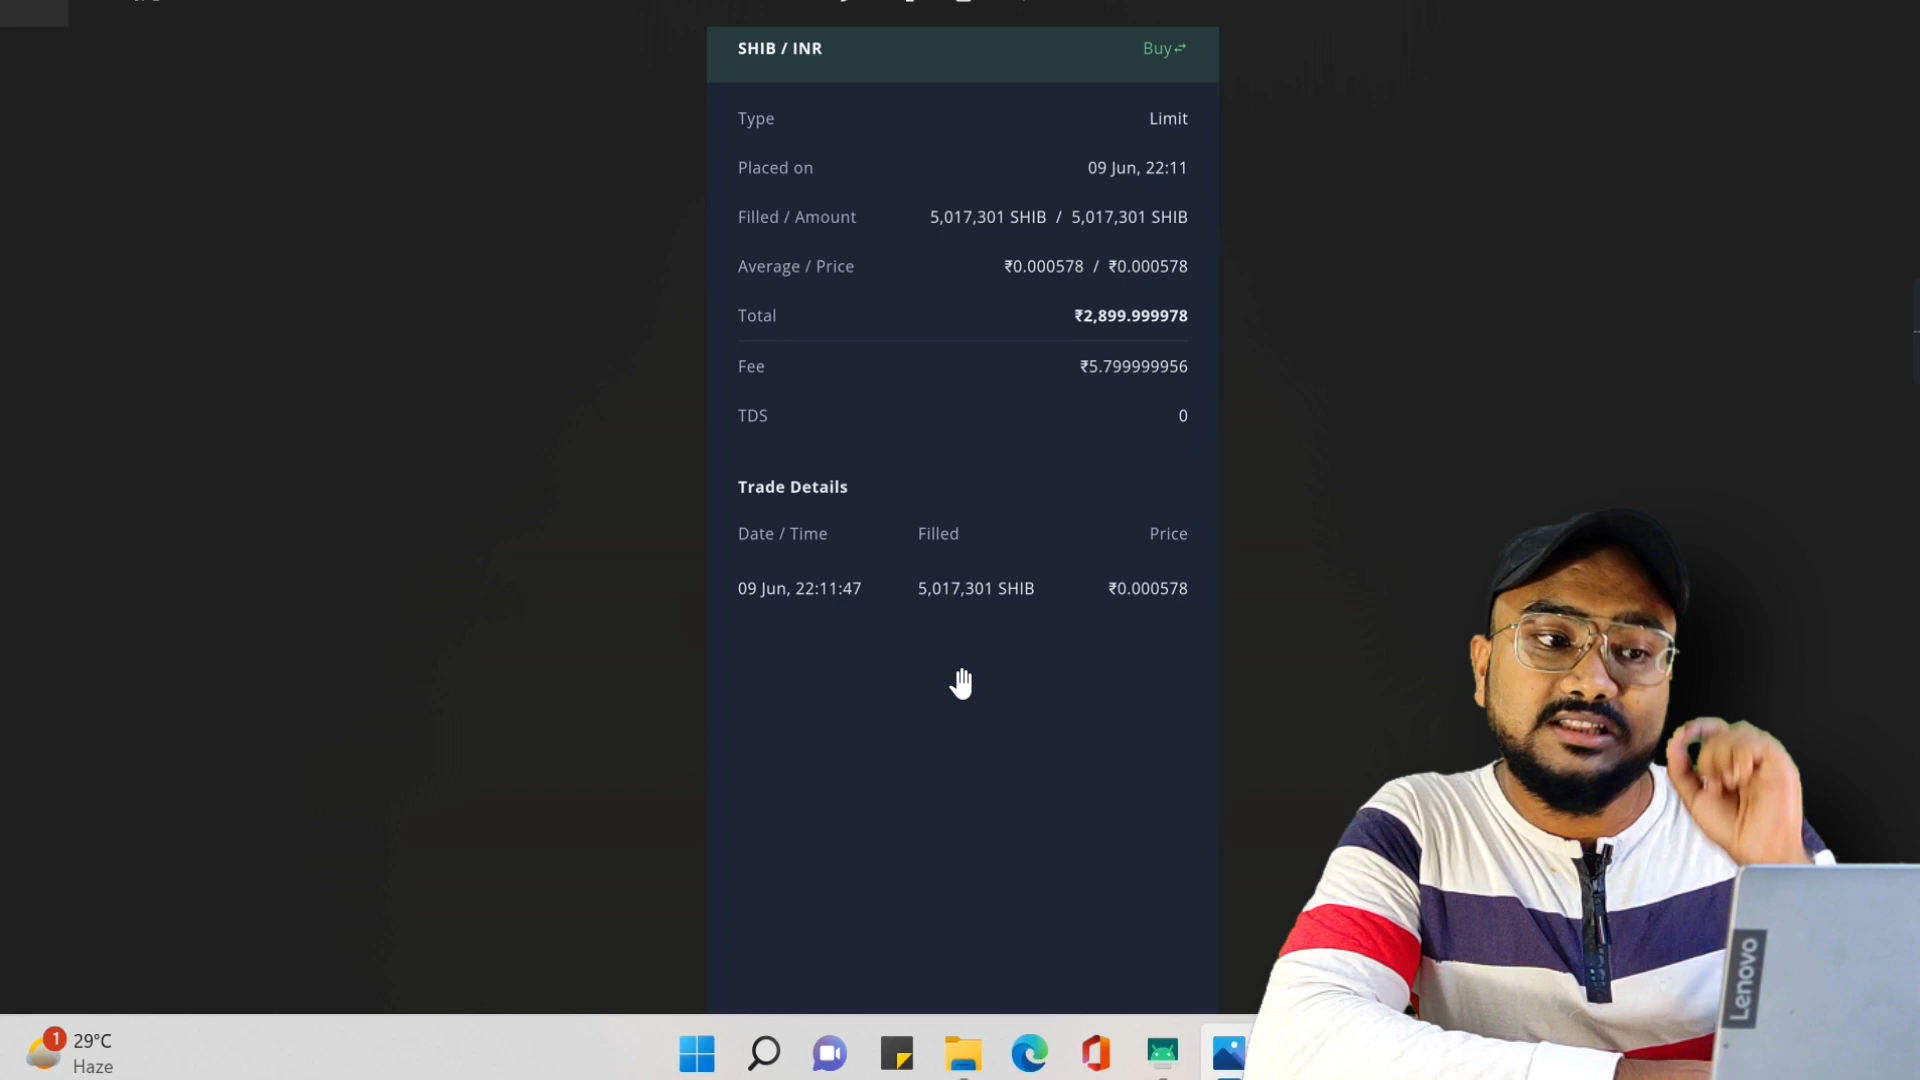 SHIB / INR Buy
Type Limit
Placed on 09 Jun, 22:11
Filled / Amount 5,017,301 SHIB / 5,017,301 SHIB
Average / Price ₹0.000578 / ₹0.000578
Total ₹2,899.999978
Fee ₹5.799999956
TDS 0
Trade Details
Date / Time Filled Price
09 Jun, 22:11:47 5,017,301 SHIB ₹0.000578
Lenovo
1
29°C
Haze